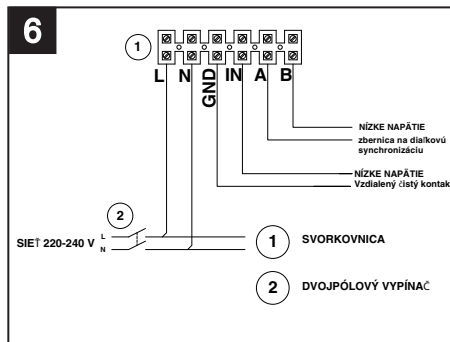 6
1
L N GND IN A B
NÍZKE NAPÄTIE
zbernica na diaľkovú
synchronizáciu
NÍZKE NAPÄTIE
Vzdialený čistý kontak
2
SIEŤ 220-240 V L
N
1 SVORKOVNICA
2 DVOJPÓLOVÝ VYPÍNAČ